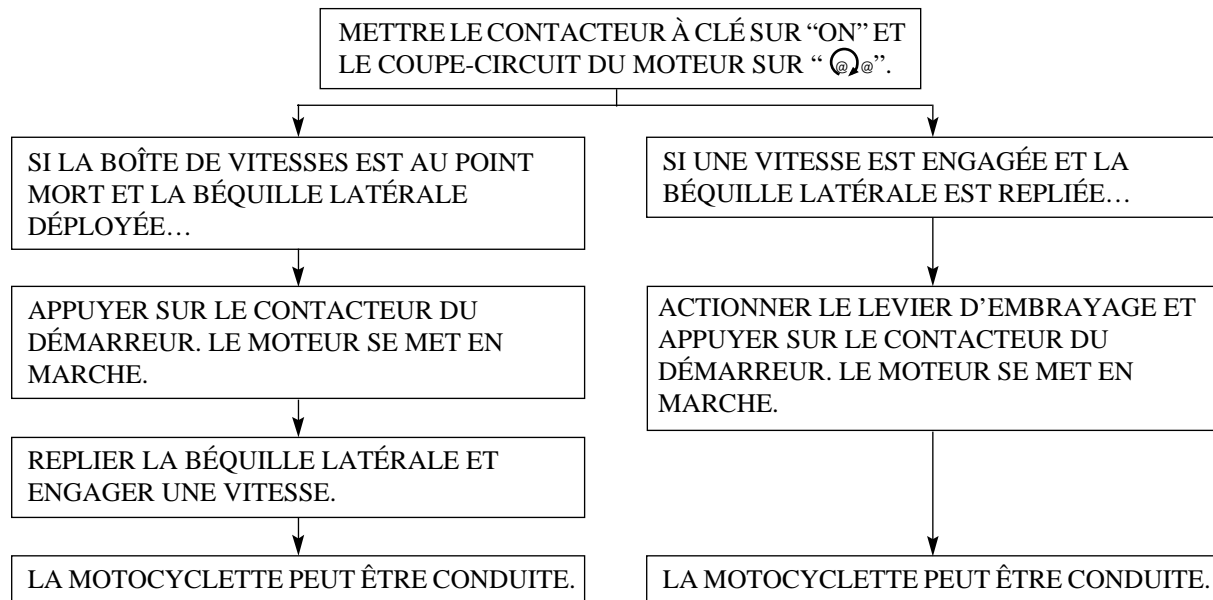 METTRE LE CONTACTEUR À CLÉ SUR “ON” ET
LE COUPE-CIRCUIT DU MOTEUR SUR “ @ @”.
SI LA BOÎTE DE VITESSES EST AU POINT
MORT ET LA BÉQUILLE LATÉRALE
DÉPLOYÉE…
APPUYER SUR LE CONTACTEUR DU
DÉMARREUR. LE MOTEUR SE MET EN
MARCHE.
REPLIER LA BÉQUILLE LATÉRALE ET
ENGAGER UNE VITESSE.
LA MOTOCYCLETTE PEUT ÊTRE CONDUITE.
SI UNE VITESSE EST ENGAGÉE ET LA
BÉQUILLE LATÉRALE EST REPLIÉE…
ACTIONNER LE LEVIER D’EMBRAYAGE ET
APPUYER SUR LE CONTACTEUR DU
DÉMARREUR. LE MOTEUR SE MET EN
MARCHE.
LA MOTOCYCLETTE PEUT ÊTRE CONDUITE.